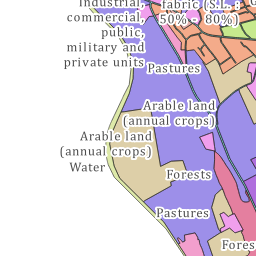 Industrial,
commercial,
public,
military and
private units
fabric (S.L. :
50% - 80%)
Pastures
Arable land
(annual crops)
Arable land
(annual crops)
Water
Forests
Pastures
Fores